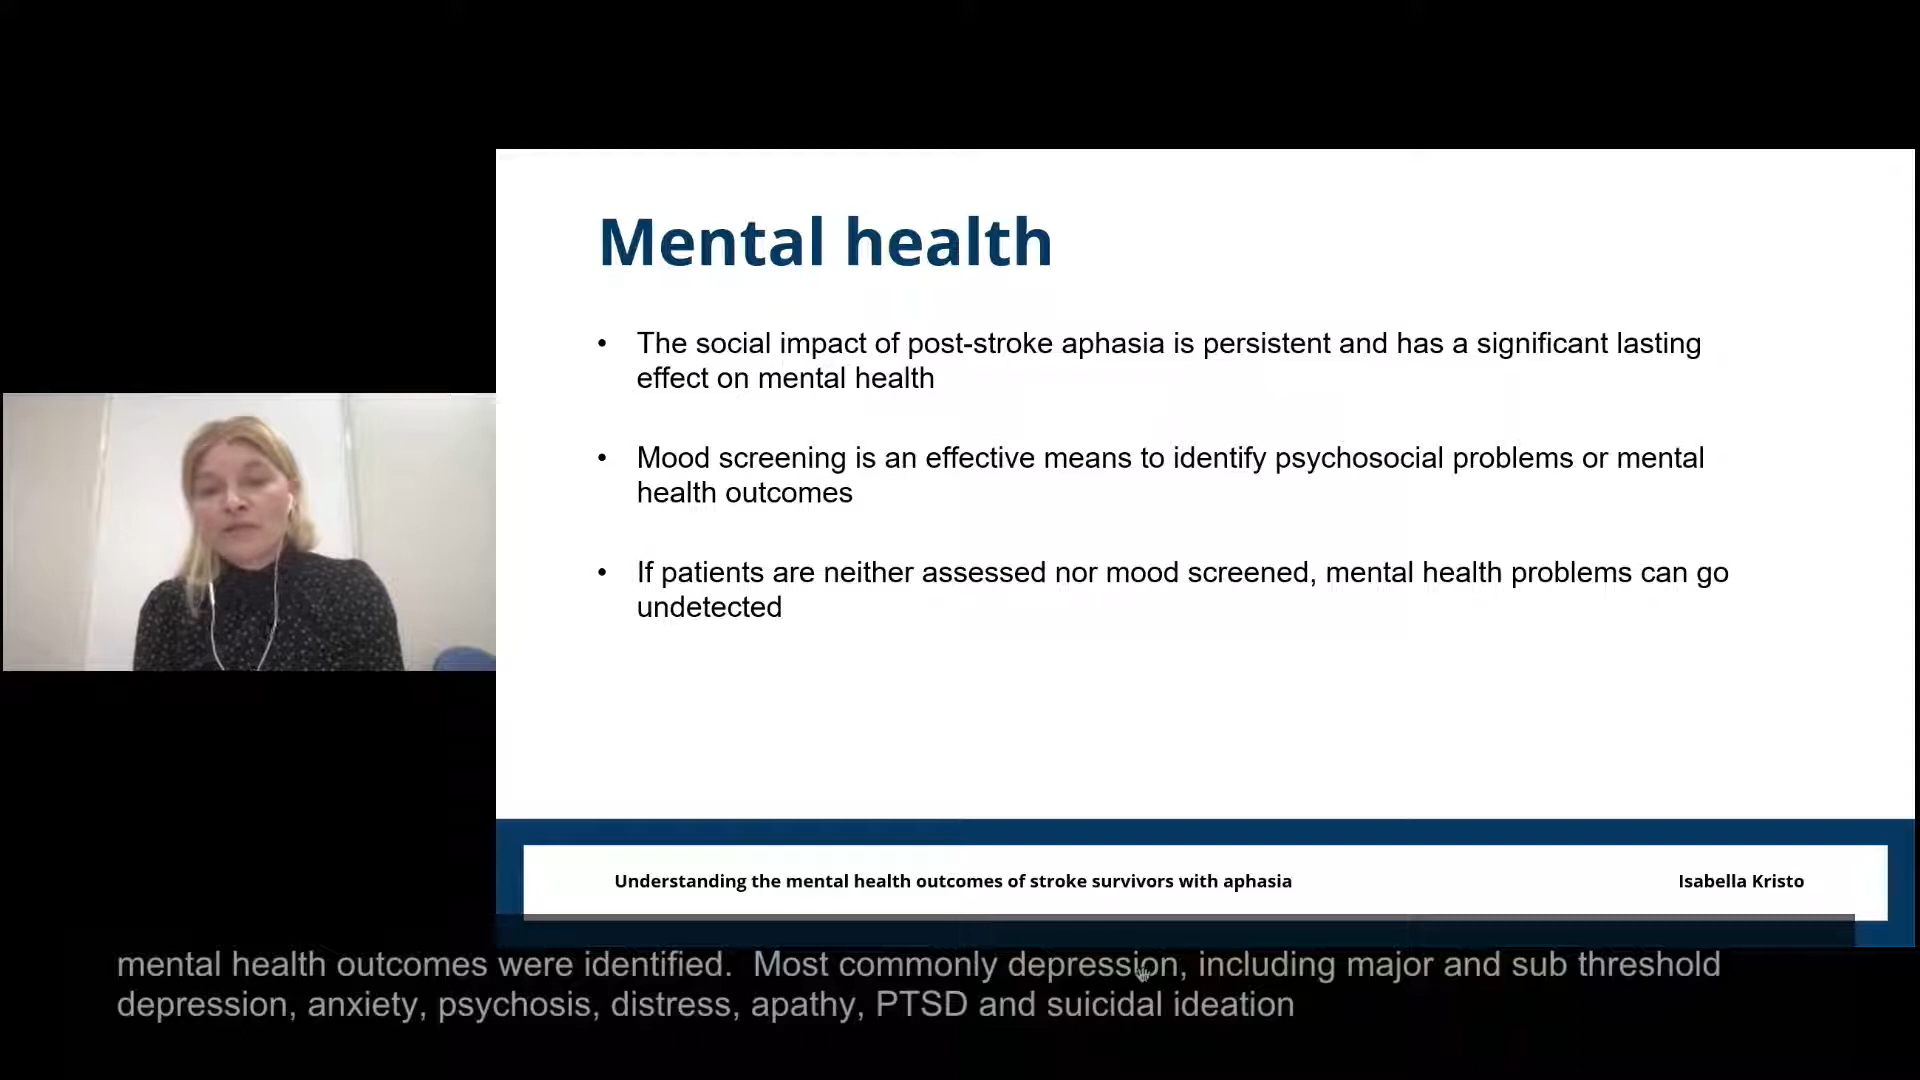 Mental health
• The social impact of post-stroke aphasia is persistent and has a significant lasting
effect on mental health
• Mood screening is an effective means to identify psychosocial problems or mental
health outcomes
• If patients are neither assessed nor mood screened, mental health problems can go
undetected
Understanding the mental health outcomes of stroke survivors with aphasia
Isabella Kristo
mental health outcomes were identified.  Most commonly depression, including major and sub threshold
depression, anxiety, psychosis, distress, apathy, PTSD and suicidal ideation